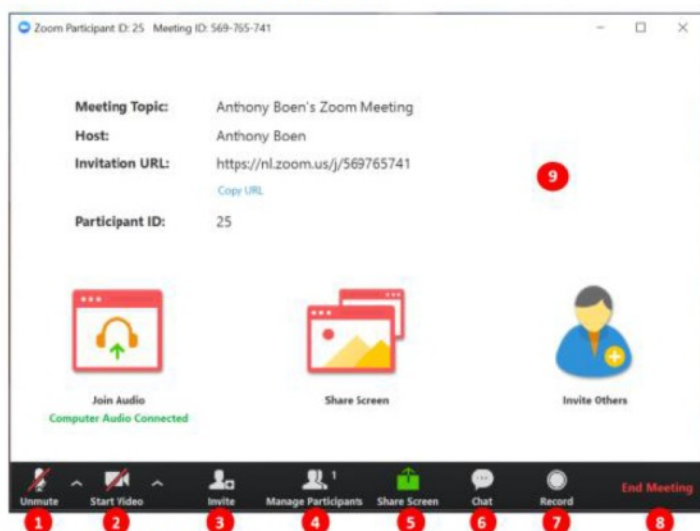 Zoom Participant ID: 25 Meeting ID: 569-765-741
Meeting Topic: Anthony Boen's Zoom Meeting
Host: Anthony Boen
Invitation URL: https://nl.zoom.us/j/569765741
9
Copy URL
Participant ID: 25
Join Audio Share Screen Invite Others
Computer Audio Connected
1
Unmute Start Video Invite Manage Participants Share Screen Chat Record End Meeting
1 2 3 4 5 6 7 8